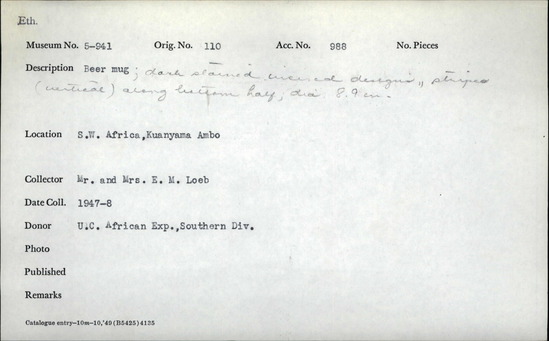 Eth.
Museum No. 5-941 Orig. No. 110 Acc. No. 988 No. Pieces
Description Beer mug; dark stained incised designs, stripes
(vertical) along bottom half, dia. 8.9 cm.
Location S.W. Africa,Kuanyama Ambo
Collector Mr. and Mrs. E. M. Loeb
Date Coll. 1947-8
Donor U.C. African Exp.,Southern Div.
Photo
Published
Remarks
Catalogue entry—10m-10,'49 (B5425) 4135